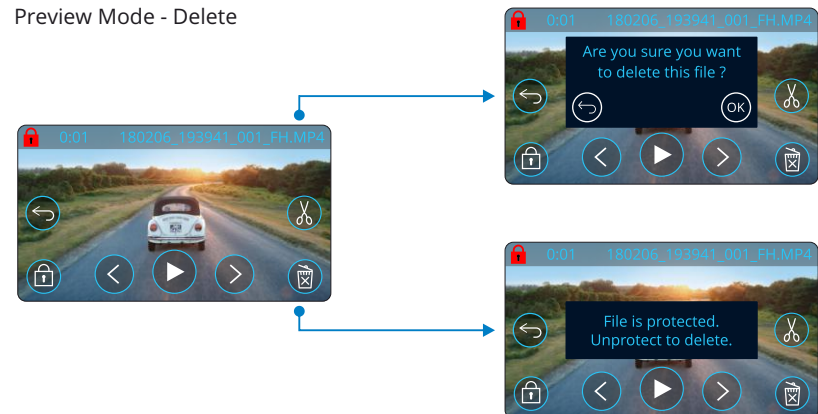 Preview Mode - Delete
0:01 180206_193941_001_FH.MP4
Are you sure you want
to delete this file ?
OK
0:01 180206_193941_001_FH.MP4
0:01 180206_193941_001_FH.MP4
File is protected.
Unprotect to delete.